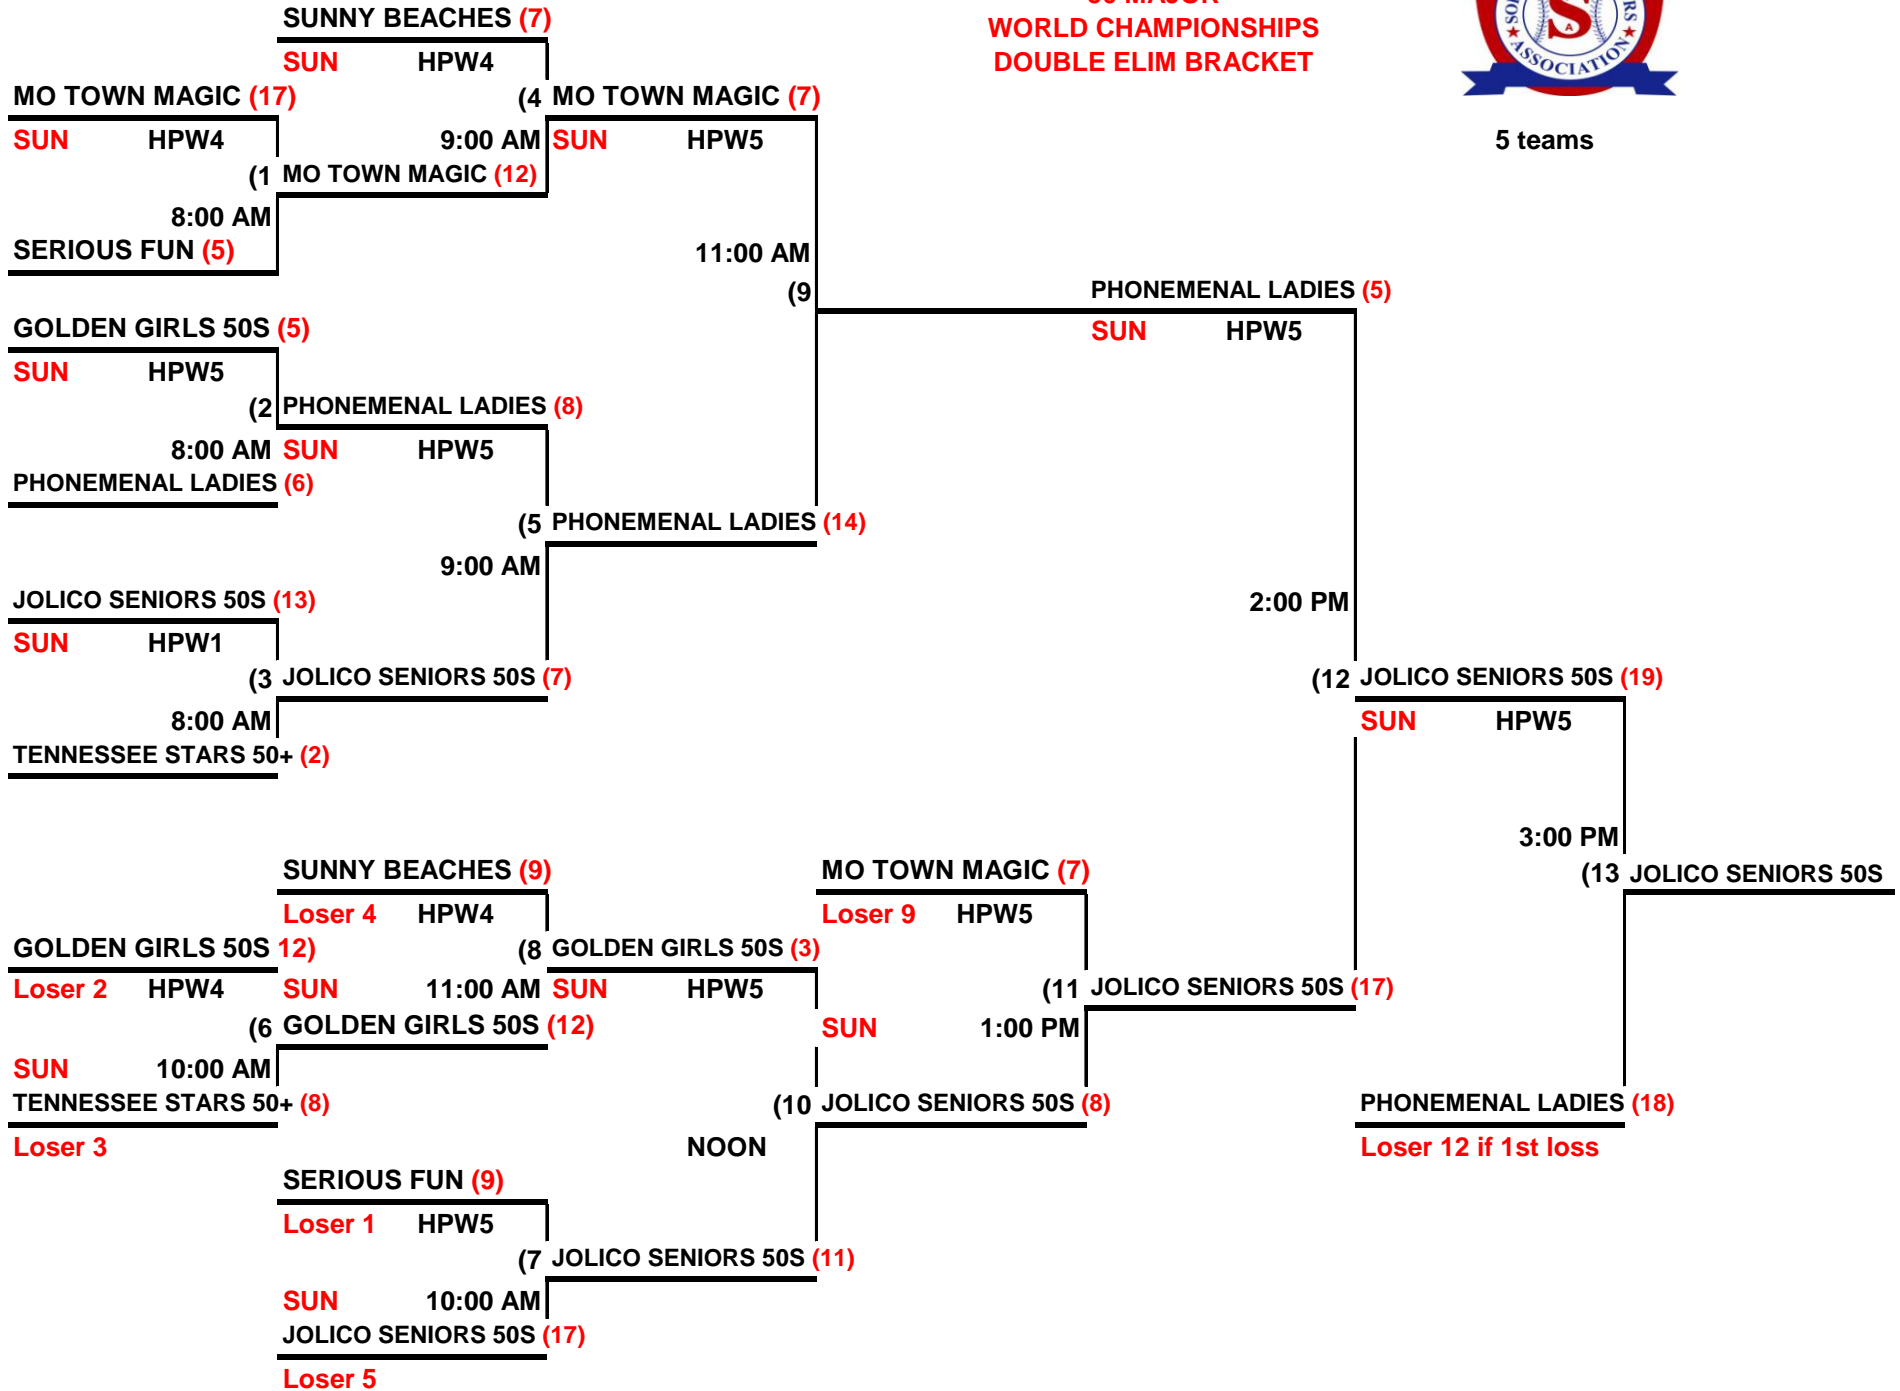 SUNNY BEACHES (7)
WORLD CHAMPIONSHIPS
DOUBLE ELIM BRACKET
S
A
ASSOCIATION
5 teams
SUN HPW4
MO TOWN MAGIC (17)
(4 MO TOWN MAGIC (7)
SUN HPW4
9:00 AM SUN HPW5
(1 MO TOWN MAGIC (12)
8:00 AM
SERIOUS FUN (5)
11:00 AM
(9 PHONEMENAL LADIES (5)
GOLDEN GIRLS 50S (5)
SUN HPW5
SUN HPW5
(2 PHONEMENAL LADIES (8)
8:00 AM SUN HPW5
PHONEMENAL LADIES (6)
(5 PHONEMENAL LADIES (14)
9:00 AM
JOLICO SENIORS 50S (13)
2:00 PM
SUN HPW1
(3 JOLICO SENIORS 50S (7)
(12 JOLICO SENIORS 50S (19)
8:00 AM
SUN HPW5
TENNESSEE STARS 50+ (2)
3:00 PM
SUNNY BEACHES (9)
MO TOWN MAGIC (7)
(13 JOLICO SENIORS 50S
Loser 4 HPW4
Loser 9 HPW5
GOLDEN GIRLS 50S 12)
(8 GOLDEN GIRLS 50S (3)
Loser 2 HPW4
SUN 11:00 AM SUN HPW5
(11 JOLICO SENIORS 50S (17)
(6 GOLDEN GIRLS 50S (12)
SUN 1:00 PM
SUN 10:00 AM
TENNESSEE STARS 50+ (8)
(10 JOLICO SENIORS 50S (8)
PHONEMENAL LADIES (18)
Loser 3
NOON
Loser 12 if 1st loss
SERIOUS FUN (9)
Loser 1 HPW5
(7 JOLICO SENIORS 50S (11)
SUN 10:00 AM
JOLICO SENIORS 50S (17)
Loser 5